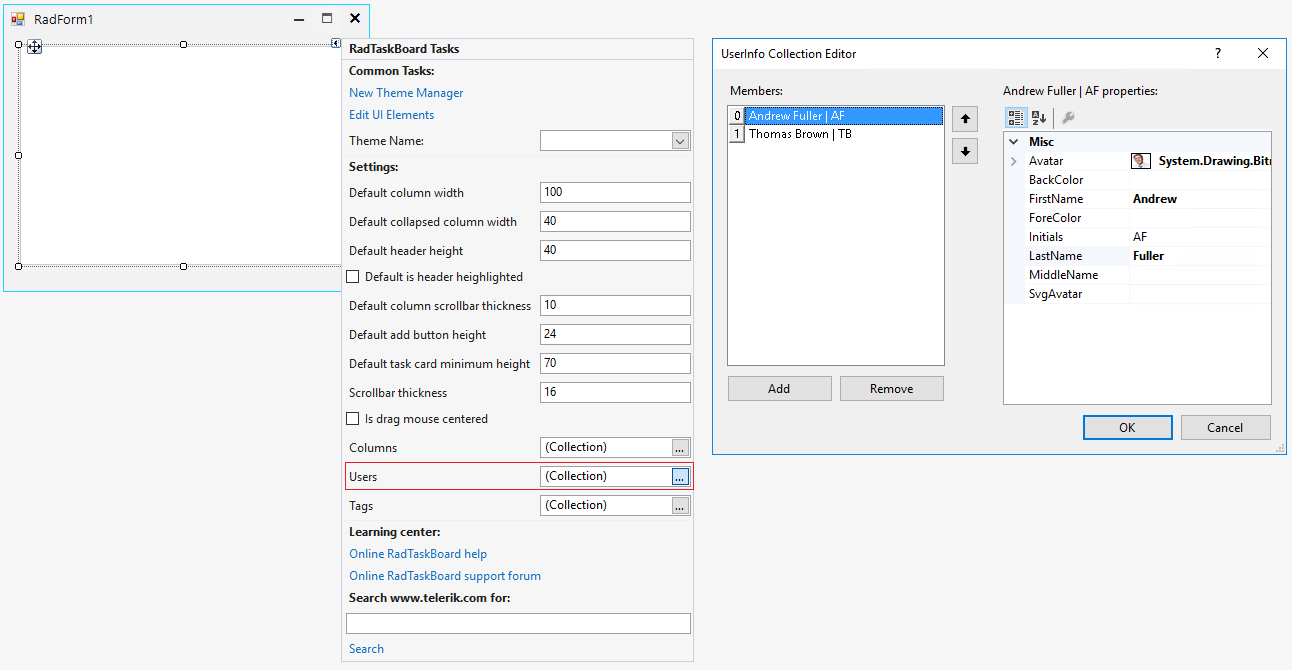 RadForm1
RadTaskBoard Tasks
Common Tasks:
New Theme Manager
Edit UI Elements
Theme Name:
Settings:
Default column width 100
Default collapsed column width 40
Default header height 40
Default is header heighlighted
Default column scrollbar thickness 10
Default add button height 24
Default task card minimum height 70
Scrollbar thickness 16
Is drag mouse centered
Columns (Collection) ...
Users (Collection) ...
Tags (Collection) ...
Learning center:
Online RadTaskBoard help
Online RadTaskBoard support forum
Search www.telerik.com for:
Search
UserInfo Collection Editor ?
Members:
0 Andrew Fuller | AF
1 Thomas Brown | TB
Add Remove
Andrew Fuller | AF properties:
Misc
Avatar System.Drawing.Bitr
BackColor
FirstName Andrew
ForeColor
Initials AF
LastName Fuller
MiddleName
SvgAvatar
OK Cancel